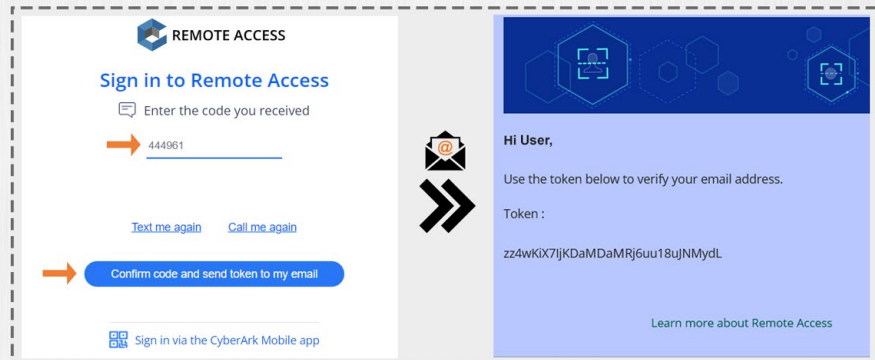 REMOTE ACCESS
Sign in to Remote Access
Enter the code you received
444961
Text me again Call me again
Confirm code and send token to my email
Sign in via the CyberArk Mobile app
@
Hi User,
Use the token below to verify your email address.
Token :
zz4wKiX7IjKDaMDaMRj6uu18uJNMydL
Learn more about Remote Access